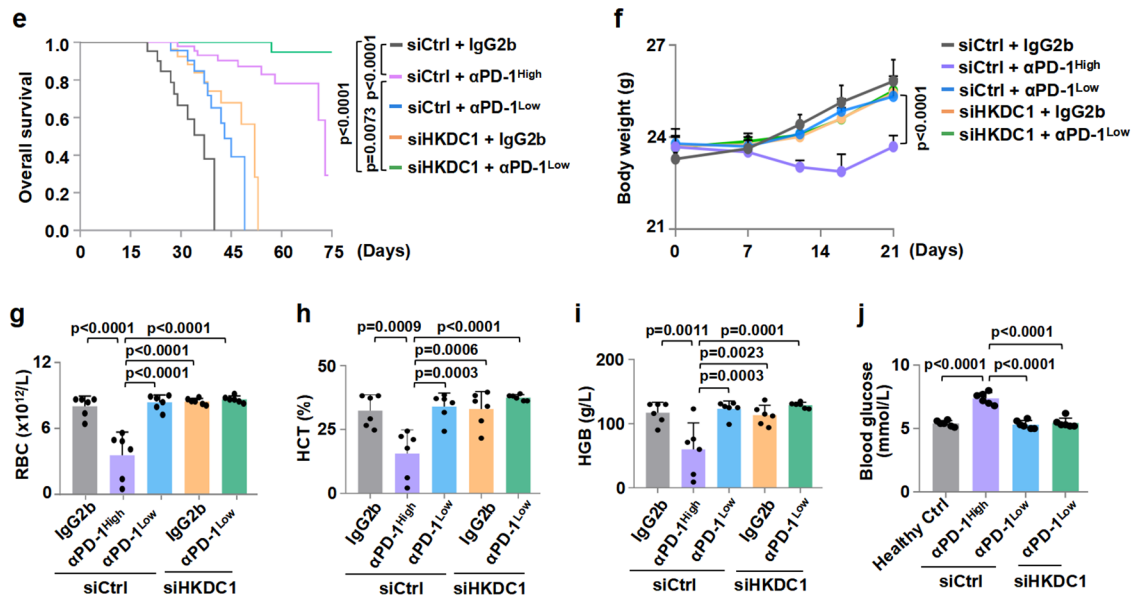 e
Overall survival
1.0
0.8
0.6
0.4
0.2
0.0
0 15 30 45 60 75 (Days)
p<0.0001
p=0.0073
p<0.0001
siCtrl + IgG2b
siCtrl + αPD-1High
siCtrl + αPD-1Low
siHKDC1 + IgG2b
siHKDC1 + αPD-1Low
f
Body weight (g)
27
24
21
0 7 14 21 (Days)
p<0.0001
siCtrl + IgG2b
siCtrl + αPD-1High
siCtrl + αPD-1Low
siHKDC1 + IgG2b
siHKDC1 + αPD-1Low
g
p<0.0001 p<0.0001
p<0.0001
p<0.0001
RBC (x10¹²/L)
12
6
0
IgG2b
αPD-1High
αPD-1Low
IgG2b
αPD-1Low
siCtrl siHKDC1
h
p=0.0009 p<0.0001
p=0.0006
p=0.0003
HCT (%)
50
25
0
IgG2b
αPD-1High
αPD-1Low
IgG2b
αPD-1Low
siCtrl siHKDC1
i
p=0.0011 p=0.0001
p=0.0023
p=0.0003
HGB (g/L)
200
100
0
IgG2b
αPD-1High
αPD-1Low
IgG2b
αPD-1Low
siCtrl siHKDC1
j
p<0.0001
p<0.0001 p<0.0001
Blood glucose
(mmol/L)
10
5
0
Healthy Ctrl
αPD-1High
αPD-1Low
αPD-1Low
siCtrl siHKDC1